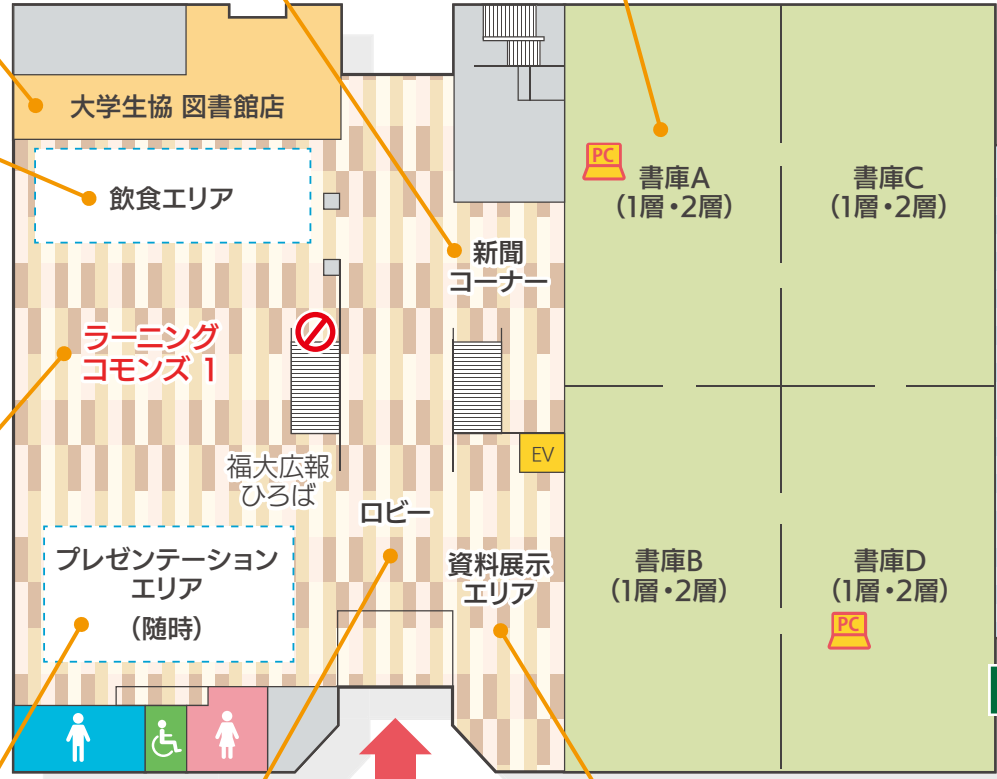 大学生協 図書館店
飲食エリア
新聞
コーナー
PC
書庫A
(1層・2層)
書庫C
(1層・2層)
ラーニング
コモンズ 1
EV
福大広報
ひろば
ロビー
プレゼンテーション
エリア
(随時)
資料展示
エリア
書庫B
(1層・2層)
書庫D
(1層・2層)
PC